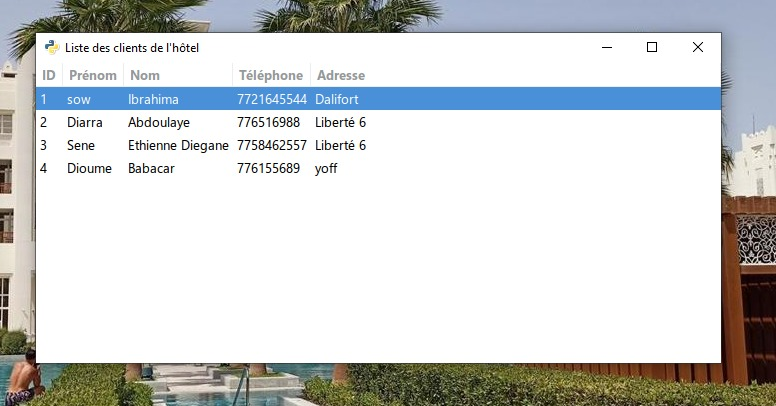 Liste des clients de l'hôtel
ID Prénom Nom Téléphone Adresse
1 sow Ibrahima 7721645544 Dalifort
2 Diarra Abdoulaye 776516988 Liberté 6
3 Sene Ethienne Diegane 7758462557 Liberté 6
4 Dioume Babacar 776155689 yoff